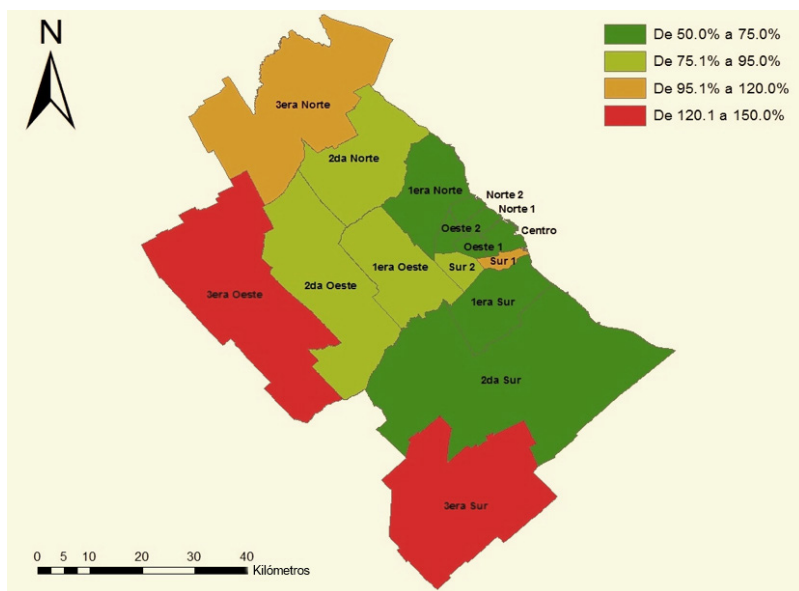 N
De 50.0% a 75.0%
De 75.1% a 95.0%
De 95.1% a 120.0%
De 120.1 a 150.0%
3era Norte
2da Norte
1era Norte
Norte 2
Norte 1
Oeste 2
Centro
Oeste 1
Sur 1
1era Oeste
Sur 2
2da Oeste
3era Oeste
1era Sur
2da Sur
3era Sur
0 5 10 20 30 40
Kilómetros